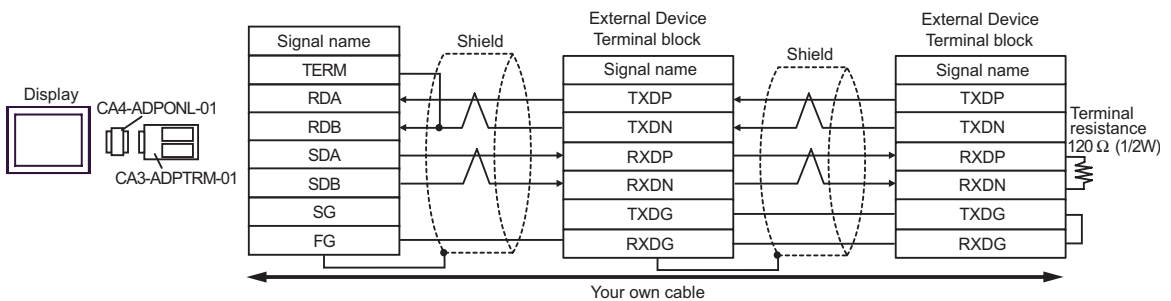 Display
CA4-ADPONL-01
CA3-ADPTRM-01
Signal name
TERM
RDA
RDB
SDA
SDB
SG
FG
Shield
External Device
Terminal block
Signal name
TXDP
TXDN
RXDP
RXDN
TXDG
RXDG
Shield
External Device
Terminal block
Signal name
TXDP
TXDN
RXDP
RXDN
TXDG
RXDG
Terminal
resistance
120 Ω (1/2W)
Your own cable